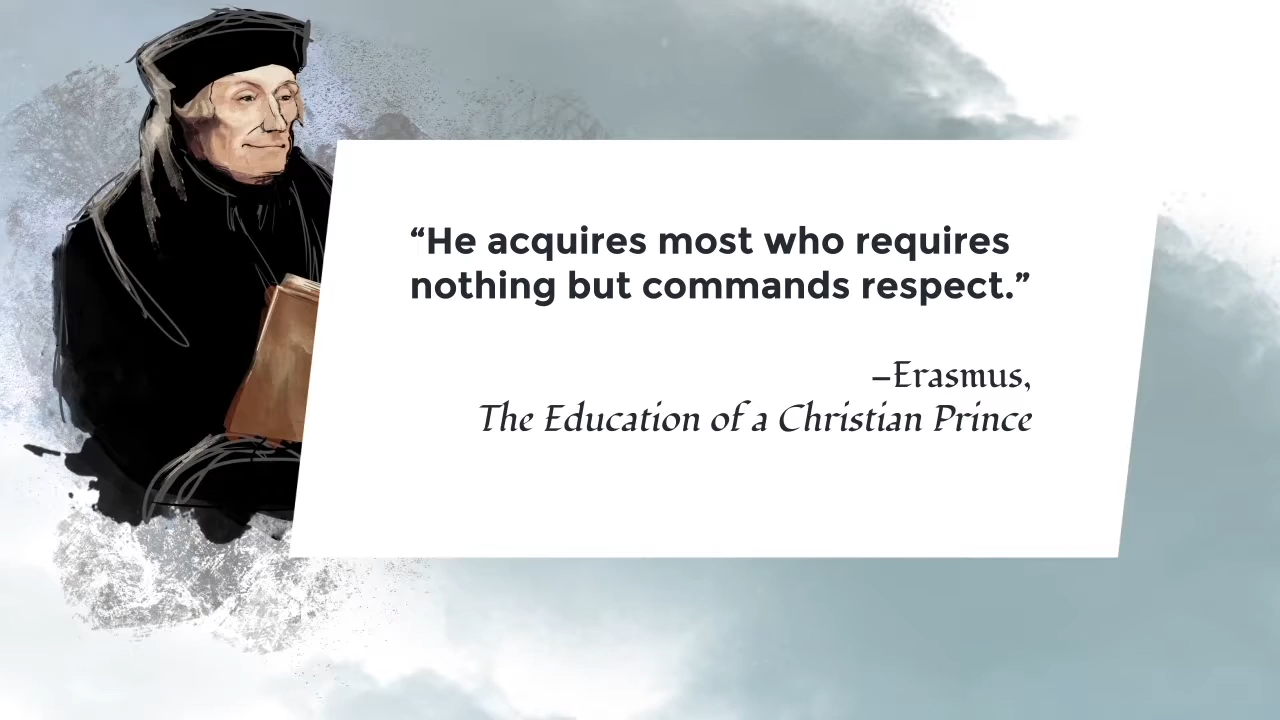 “He acquires most who requires
nothing but commands respect.”
–Erasmus,
The Education of a Christian Prince